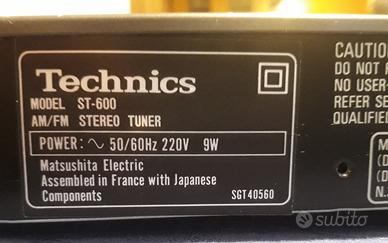 Technics
MODEL ST-600
AM/FM STEREO TUNER
POWER: ∼ 50/60Hz 220V 9W
Matsushita Electric
Assembled in France with Japanese
Components
SGT40560
CAUTIO
DO NOT R
NO USER-
REFER SE
QUALIFIED
M
(D
(D
N.
subito